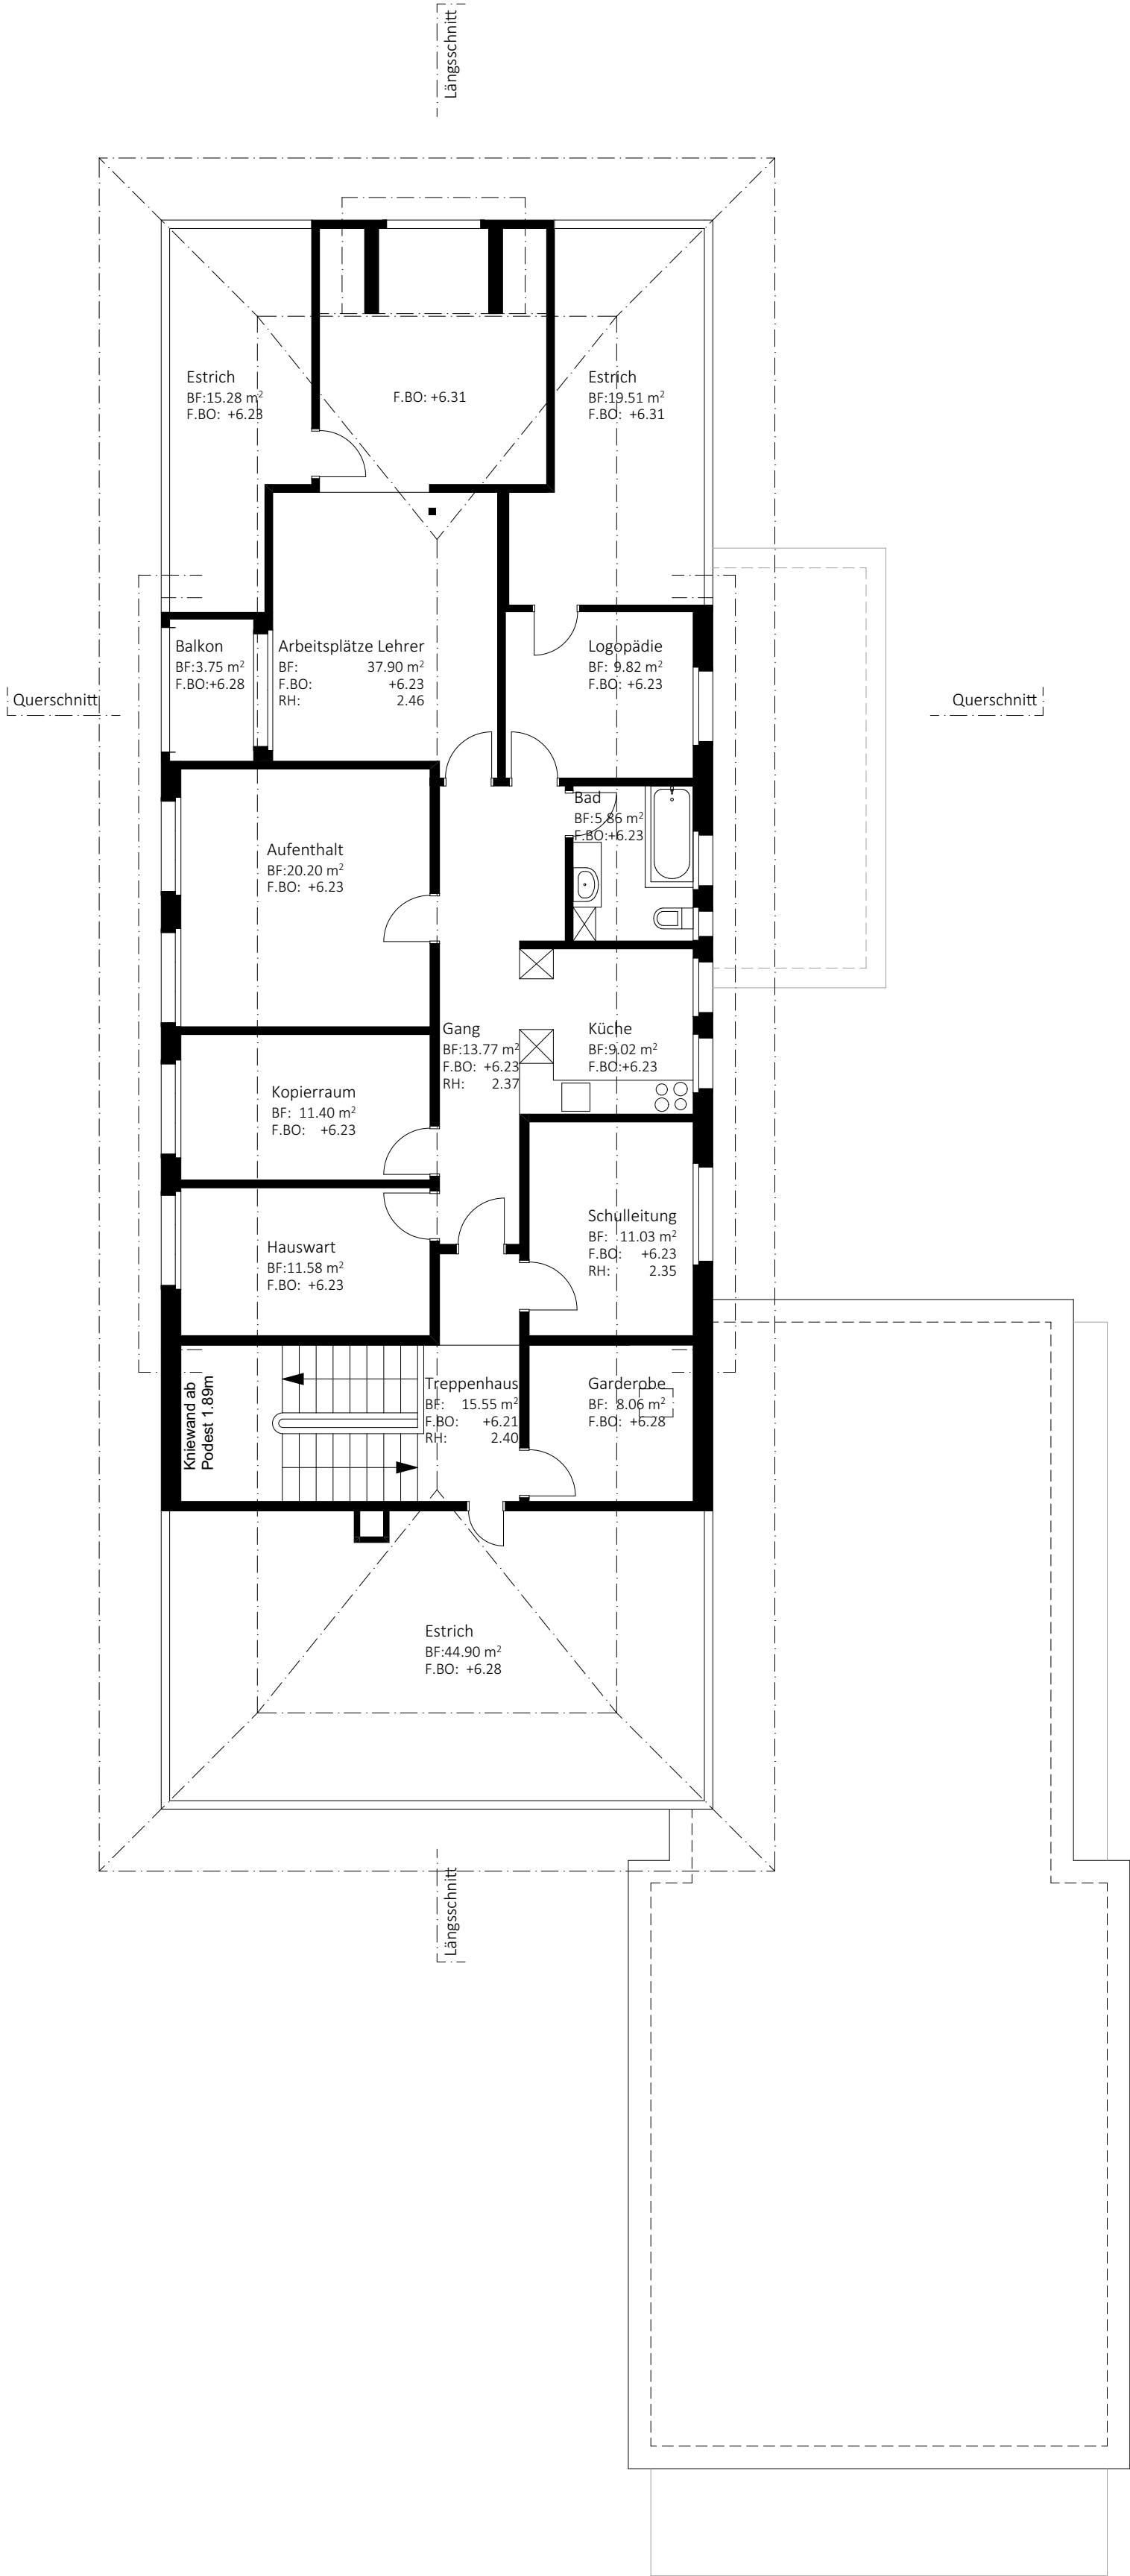 Längsschnitt
Estrich
BF:15.28 m²
F.BO: +6.23
F.BO: +6.31
Estrich
BF:19.51 m²
F.BO: +6.31
Balkon
BF:3.75 m²
F.BO:+6.28
Arbeitsplätze Lehrer
BF: 37.90 m²
F.BO: +6.23
RH: 2.46
Logopädie
BF: 9.82 m²
F.BO: +6.23
Querschnitt
Querschnitt
Bad
BF:5.86 m²
F.BO:+6.23
Aufenthalt
BF:20.20 m²
F.BO: +6.23
Gang
BF:13.77 m²
F.BO: +6.23
RH: 2.37
Küche
BF:9.02 m²
F.BO:+6.23
Kopierraum
BF: 11.40 m²
F.BO: +6.23
Schulleitung
BF: 11.03 m²
F.BO: +6.23
RH: 2.35
Hauswart
BF:11.58 m²
F.BO: +6.23
Kniewand ab
Podest 1.89m
Treppenhaus
BF: 15.55 m²
F.BO: +6.21
RH: 2.40
Garderobe
BF: 8.06 m²
F.BO: +6.28
Estrich
BF:44.90 m²
F.BO: +6.28
Längsschnitt